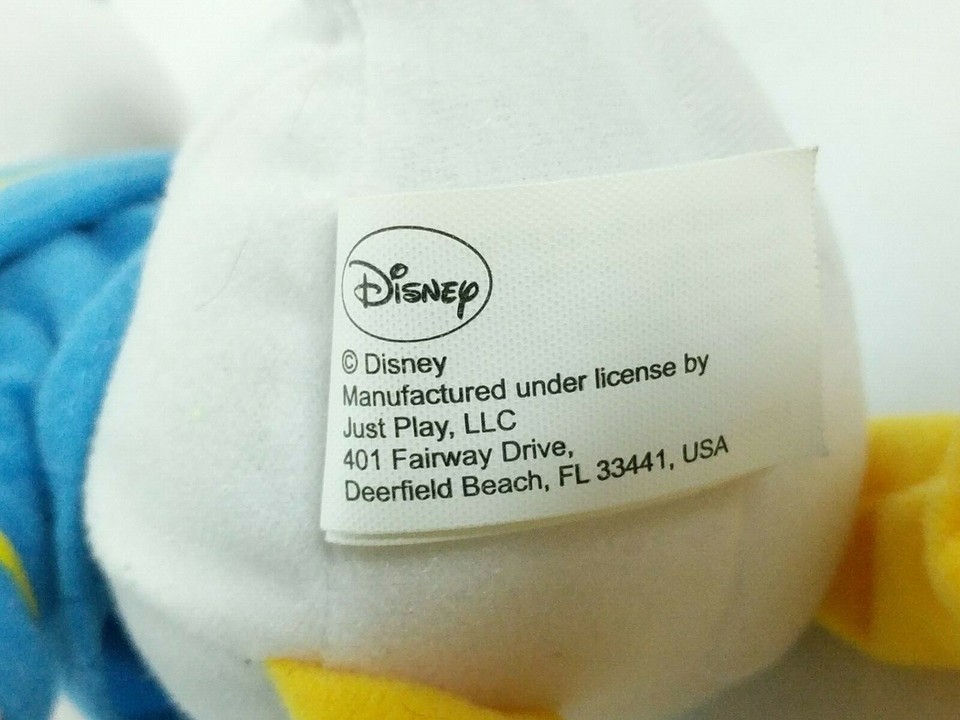 Disney
© Disney
Manufactured under license by
Just Play, LLC
401 Fairway Drive,
Deerfield Beach, FL 33441, USA